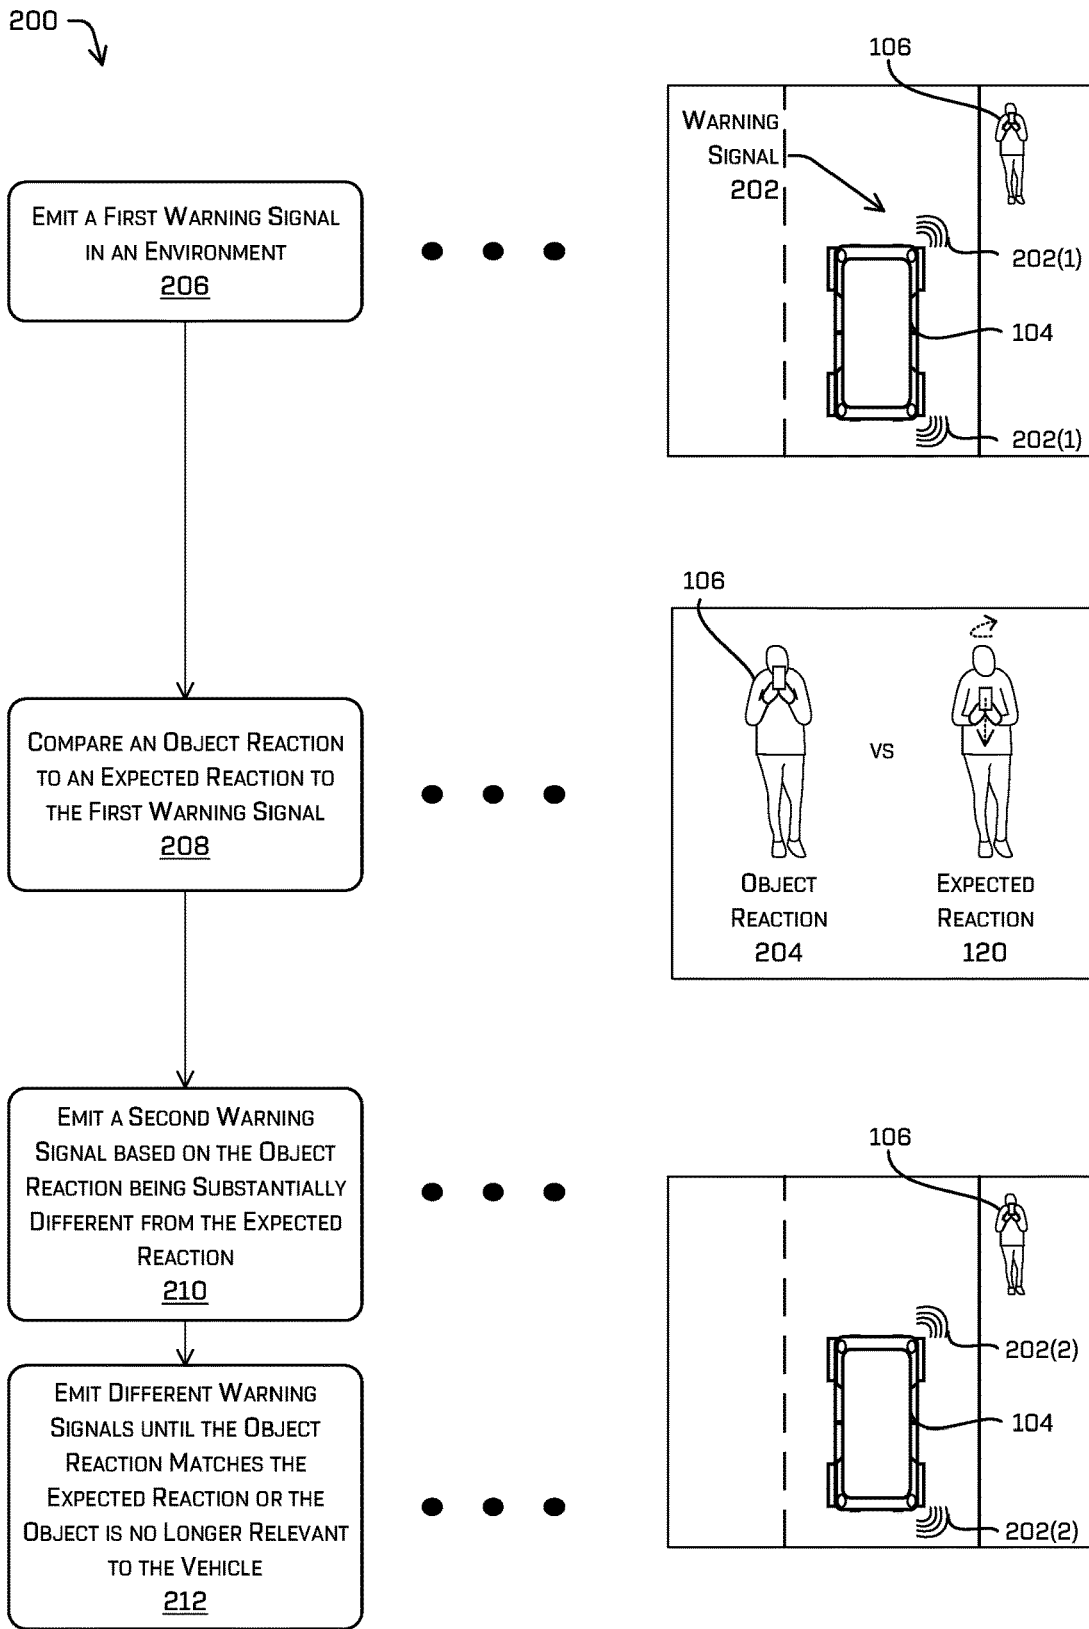 200
106
WARNING
SIGNAL
202
EMIT A FIRST WARNING SIGNAL
IN AN ENVIRONMENT
206
202(1)
104
202(1)
106
COMPARE AN OBJECT REACTION
TO AN EXPECTED REACTION TO
THE FIRST WARNING SIGNAL
208
VS
OBJECT
REACTION
204
EXPECTED
REACTION
120
EMIT A SECOND WARNING
SIGNAL BASED ON THE OBJECT
REACTION BEING SUBSTANTIALLY
DIFFERENT FROM THE EXPECTED
REACTION
210
106
202(2)
104
202(2)
EMIT DIFFERENT WARNING
SIGNALS UNTIL THE OBJECT
REACTION MATCHES THE
EXPECTED REACTION OR THE
OBJECT IS NO LONGER RELEVANT
TO THE VEHICLE
212